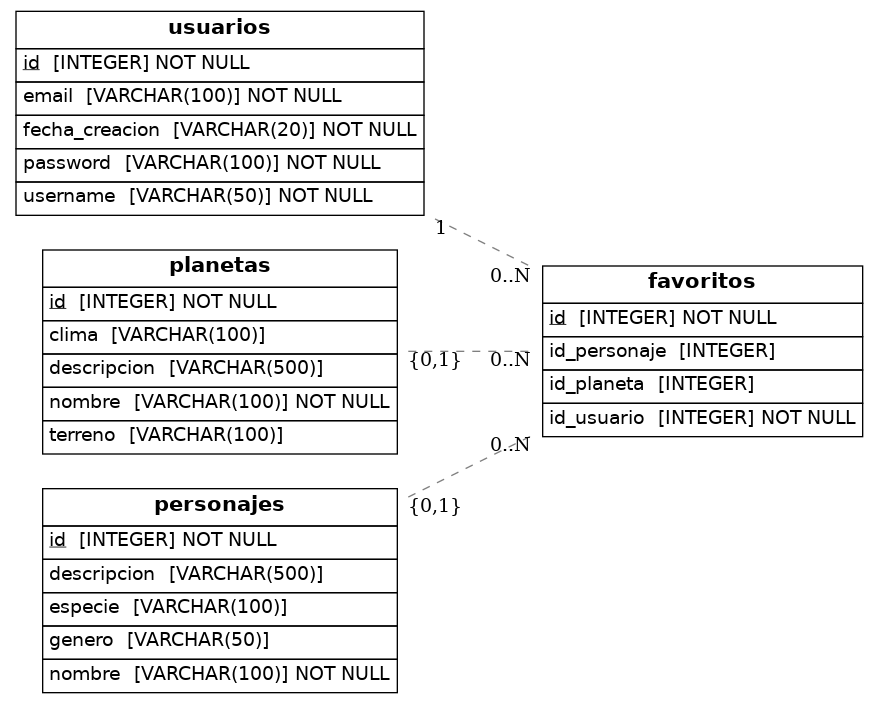 usuarios
id [INTEGER] NOT NULL
email [VARCHAR(100)] NOT NULL
fecha_creacion [VARCHAR(20)] NOT NULL
password [VARCHAR(100)] NOT NULL
username [VARCHAR(50)] NOT NULL
1
0..N
planetas
id [INTEGER] NOT NULL
clima [VARCHAR(100)]
descripcion [VARCHAR(500)]
nombre [VARCHAR(100)] NOT NULL
terreno [VARCHAR(100)]
{0,1}
0..N
favoritos
id [INTEGER] NOT NULL
id_personaje [INTEGER]
id_planeta [INTEGER]
id_usuario [INTEGER] NOT NULL
0..N
{0,1}
personajes
id [INTEGER] NOT NULL
descripcion [VARCHAR(500)]
especie [VARCHAR(100)]
genero [VARCHAR(50)]
nombre [VARCHAR(100)] NOT NULL